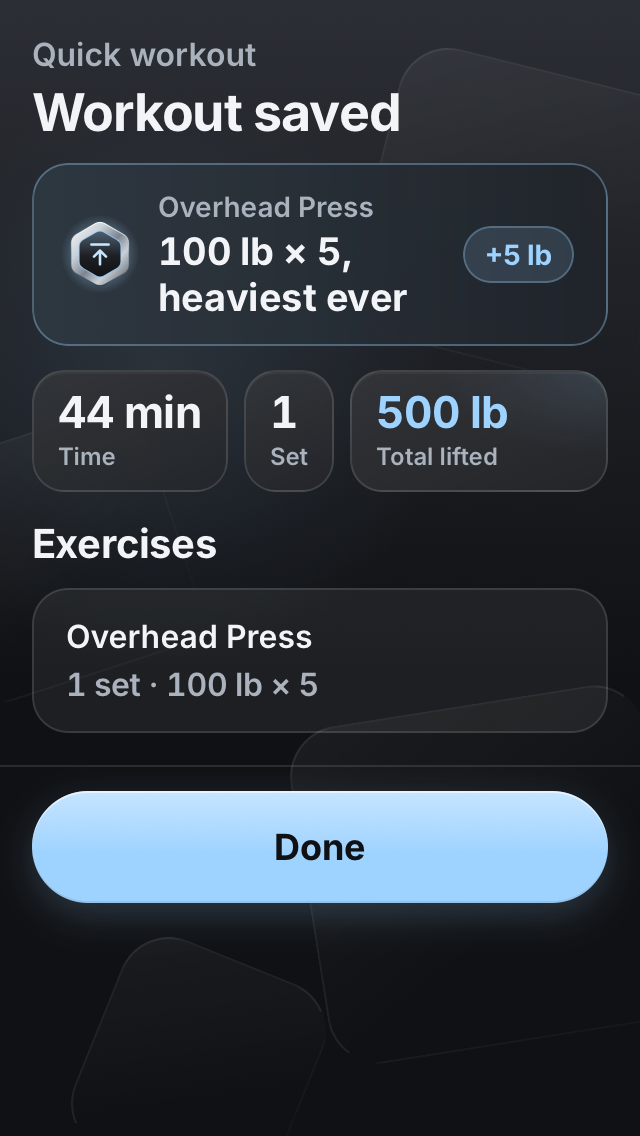 Quick workout
Workout saved
Overhead Press
100 lb × 5,
heaviest ever
+5 lb
44 min
Time
1
Set
500 lb
Total lifted
Exercises
Overhead Press
1 set · 100 lb × 5
Done